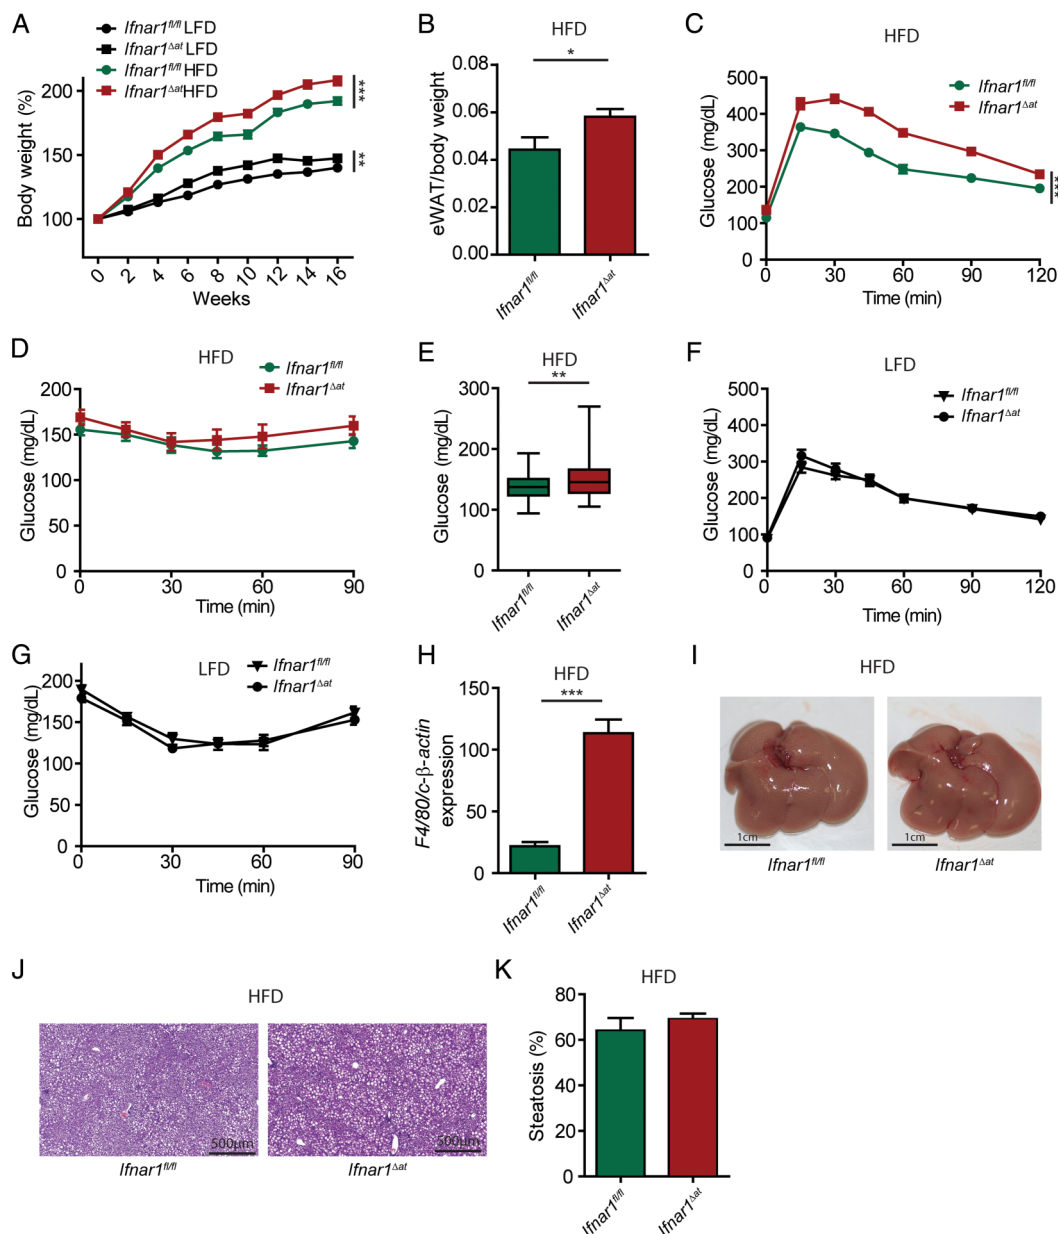 A
Ifnar1fl/fl LFD
Ifnar1Δat LFD
Ifnar1fl/fl HFD
Ifnar1Δat HFD
Body weight (%)
200
150
100
***
**
0 2 4 6 8 10 12 14 16
Weeks
B
HFD
*
eWAT/body weight
0.08
0.06
0.04
0.02
0.00
Ifnar1fl/fl
Ifnar1Δat
C
HFD
Ifnar1fl/fl
Ifnar1Δat
Glucose (mg/dL)
500
400
300
200
100
0
***
0 30 60 90 120
Time (min)
D
HFD
Ifnar1fl/fl
Ifnar1Δat
Glucose (mg/dL)
200
150
100
50
0
0 30 60 90
Time (min)
E
HFD
**
Glucose (mg/dL)
300
200
100
0
Ifnar1fl/fl
Ifnar1Δat
F
LFD
Ifnar1fl/fl
Ifnar1Δat
Glucose (mg/dL)
500
400
300
200
100
0
0 30 60 90 120
Time (min)
G
LFD
Ifnar1fl/fl
Ifnar1Δat
Glucose (mg/dL)
200
150
100
50
0
0 30 60 90
Time (min)
H
HFD
***
F4/80/c-β-actin
expression
150
100
50
0
Ifnar1fl/fl
Ifnar1Δat
I
HFD
1cm
1cm
Ifnar1fl/fl
Ifnar1Δat
J
HFD
500µm
500µm
Ifnar1fl/fl
Ifnar1Δat
K
HFD
Steatosis (%)
80
60
40
20
0
Ifnar1fl/fl
Ifnar1Δat